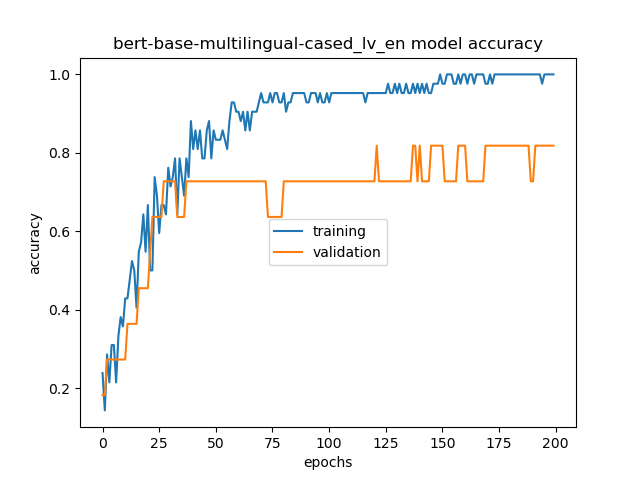 bert-base-multilingual-cased_lv_en model accuracy
1.0
0.8
0.6
0.4
0.2
accuracy
training
validation
0 25 50 75 100 125 150 175 200
epochs